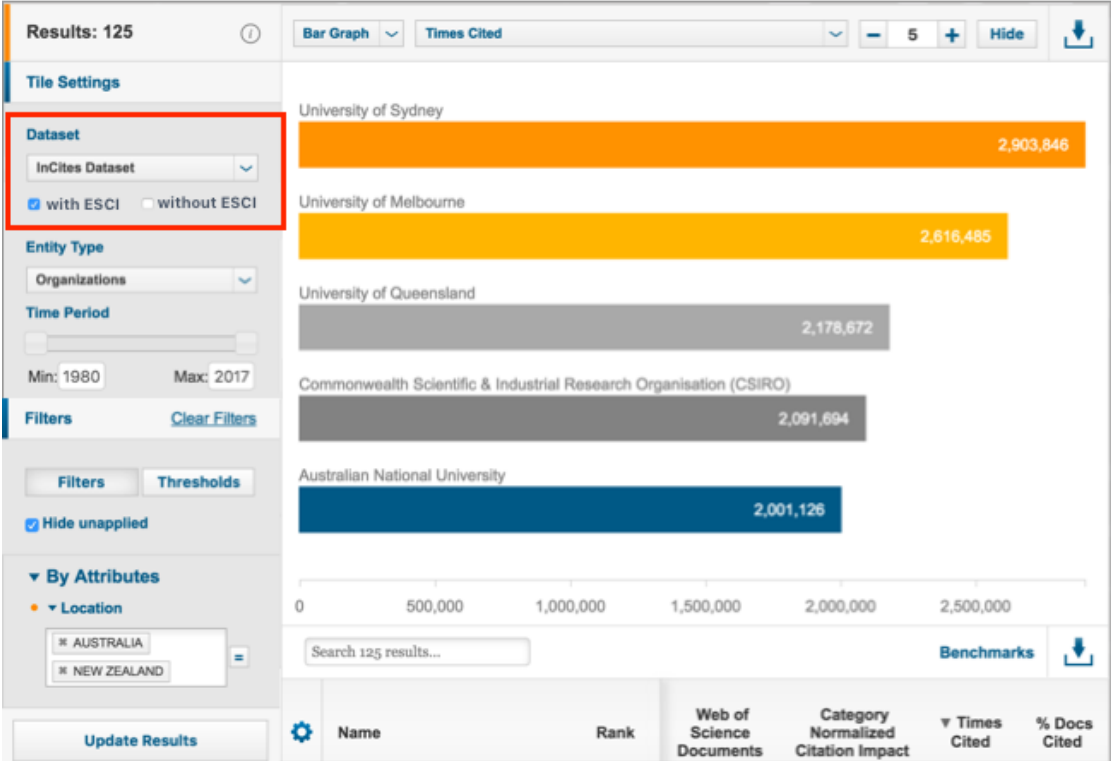 Results: 125
Tile Settings
Dataset
InCites Dataset
with ESCI without ESCI
Entity Type
Organizations
Time Period
Min: 1980 Max: 2017
Filters Clear Filters
Filters Thresholds
Hide unapplied
By Attributes
Location
AUSTRALIA
NEW ZEALAND
=
Update Results
Bar Graph Times Cited − 5 + Hide
University of Sydney
2,903,846
University of Melbourne
2,616,485
University of Queensland
2,178,672
Commonwealth Scientific & Industrial Research Organisation (CSIRO)
2,091,694
Australian National University
2,001,126
0 500,000 1,000,000 1,500,000 2,000,000 2,500,000
Search 125 results... Benchmarks
Name Rank
Web of
Science
Documents
Category
Normalized
Citation Impact
▼ Times
Cited
% Docs
Cited